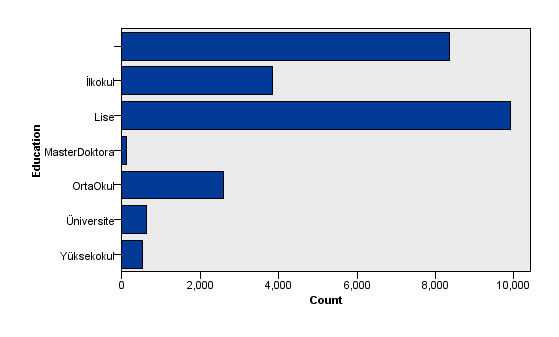 Education
İlkokul
Lise
MasterDoktora
OrtaOkul
Üniversite
Yüksekokul
0 2,000 4,000 6,000 8,000 10,000
Count